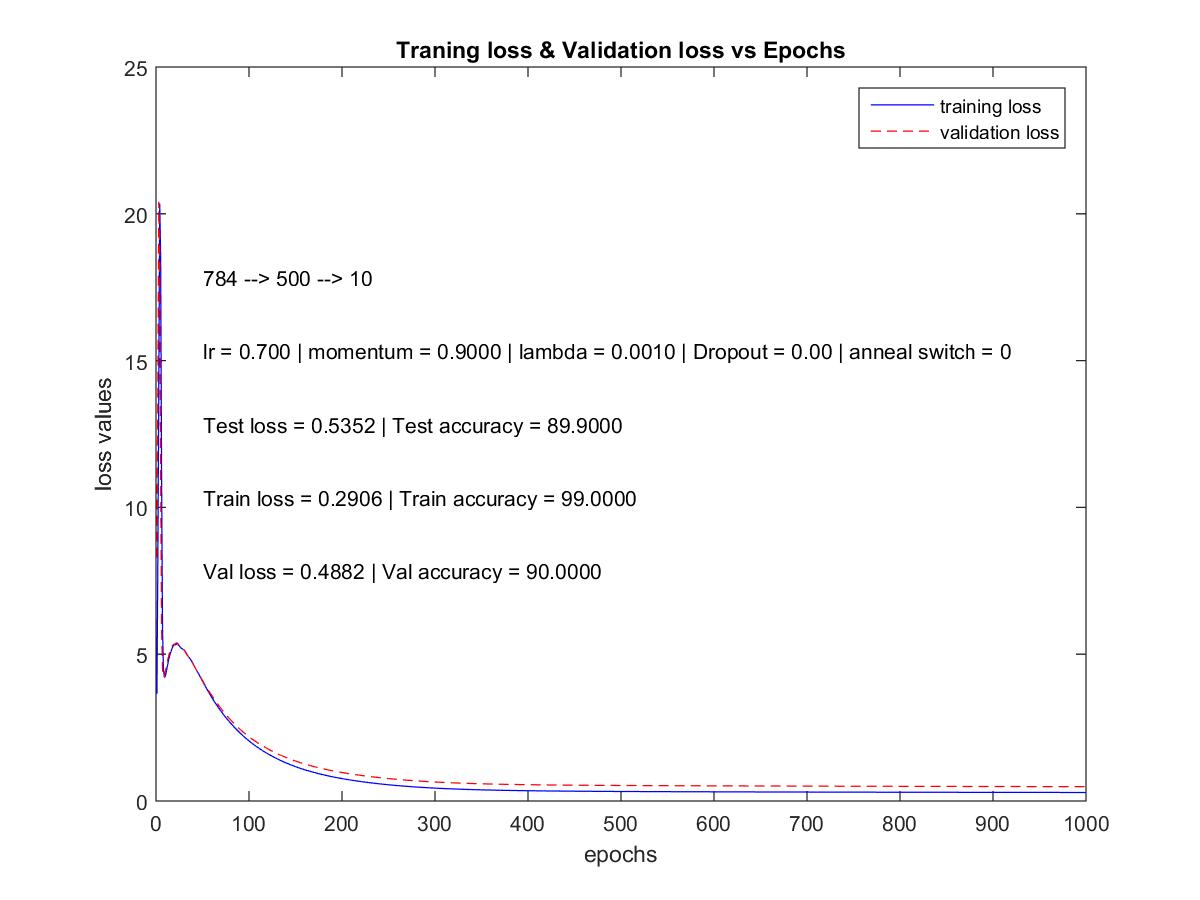 Traning loss & Validation loss vs Epochs
25
training loss
validation loss
20
784 --> 500 --> 10
15
lr = 0.700 | momentum = 0.9000 | lambda = 0.0010 | Dropout = 0.00 | anneal switch = 0
Test loss = 0.5352 | Test accuracy = 89.9000
loss values
10
Train loss = 0.2906 | Train accuracy = 99.0000
Val loss = 0.4882 | Val accuracy = 90.0000
5
0
0 100 200 300 400 500 600 700 800 900 1000
epochs